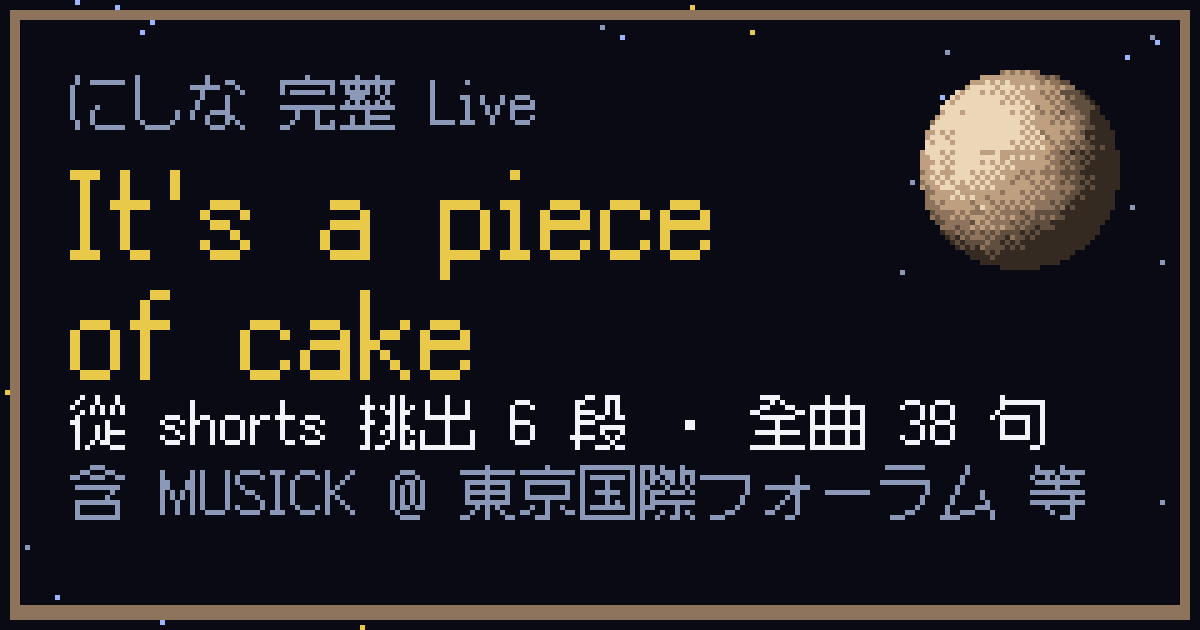 にしな 完整 Live
It's a piece
of cake
從 shorts 挑出 6 段 · 全曲 38 句
含 MUSICK @ 東京国際フォーラム 等